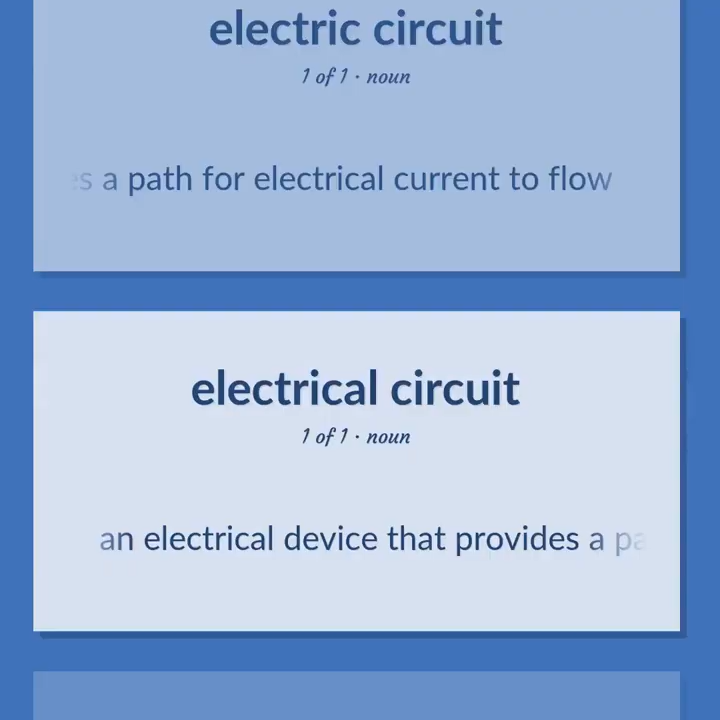 electric circuit
1 of 1 · noun
a path for electrical current to flow
electrical circuit
1 of 1 · noun
an electrical device that provides a